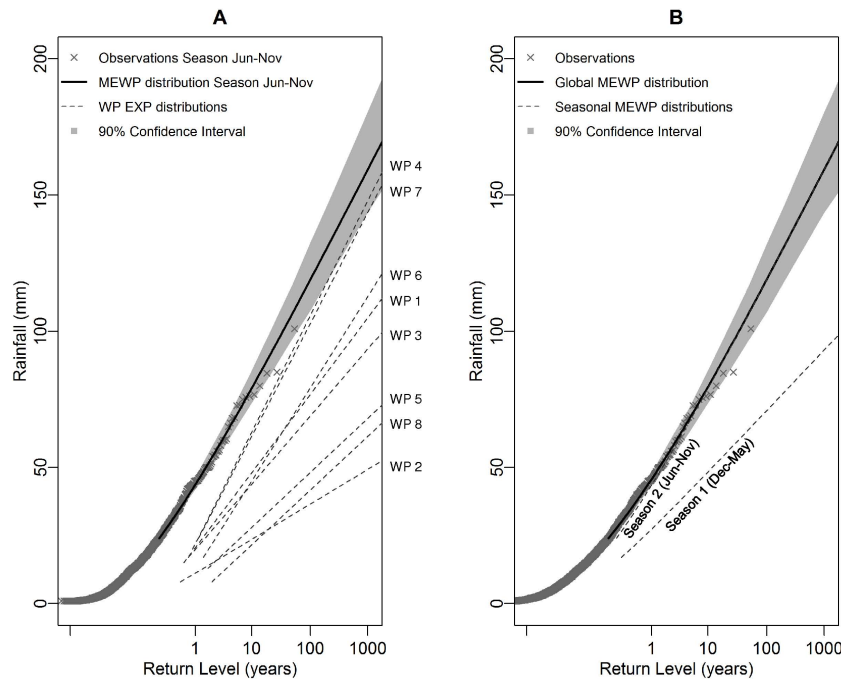 A
200
150
100
50
0
Rainfall (mm)
Observations Season Jun-Nov
MEWP distribution Season Jun-Nov
WP EXP distributions
90% Confidence Interval
WP 4
WP 7
WP 6
WP 1
WP 3
WP 5
WP 8
WP 2
1 10 100 1000
Return Level (years)
B
200
150
100
50
0
Rainfall (mm)
Observations
Global MEWP distribution
Seasonal MEWP distributions
90% Confidence Interval
Season 2 (Jun-Nov)
Season 1 (Dec-May)
1 10 100 1000
Return Level (years)